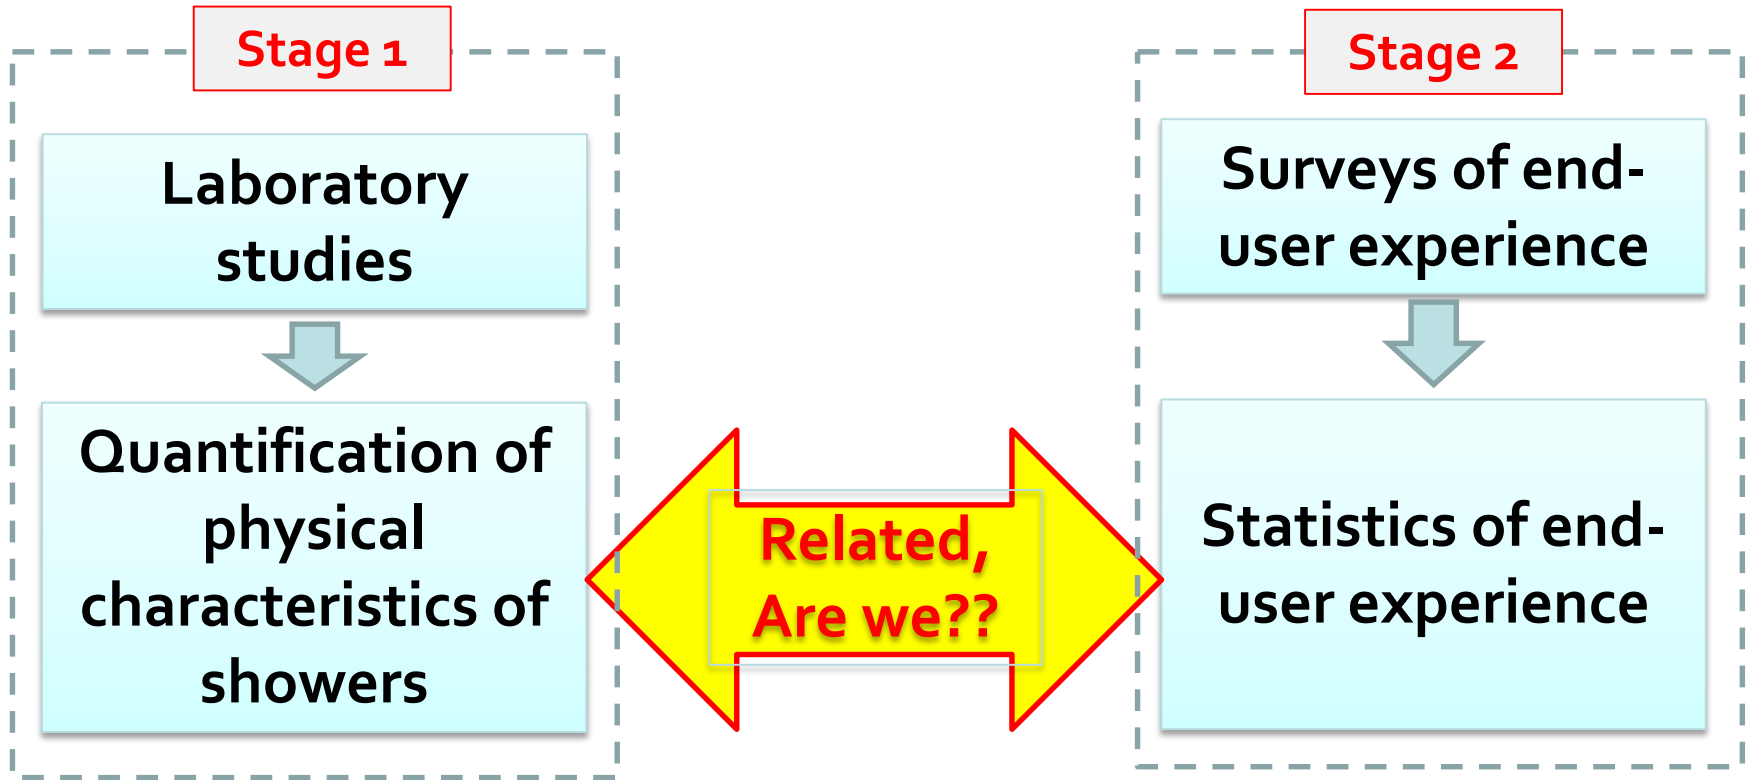 Stage 1
Laboratory
studies
Quantification of
physical
characteristics of
showers
Related,
Are we??
Stage 2
Surveys of end-
user experience
Statistics of end-
user experience